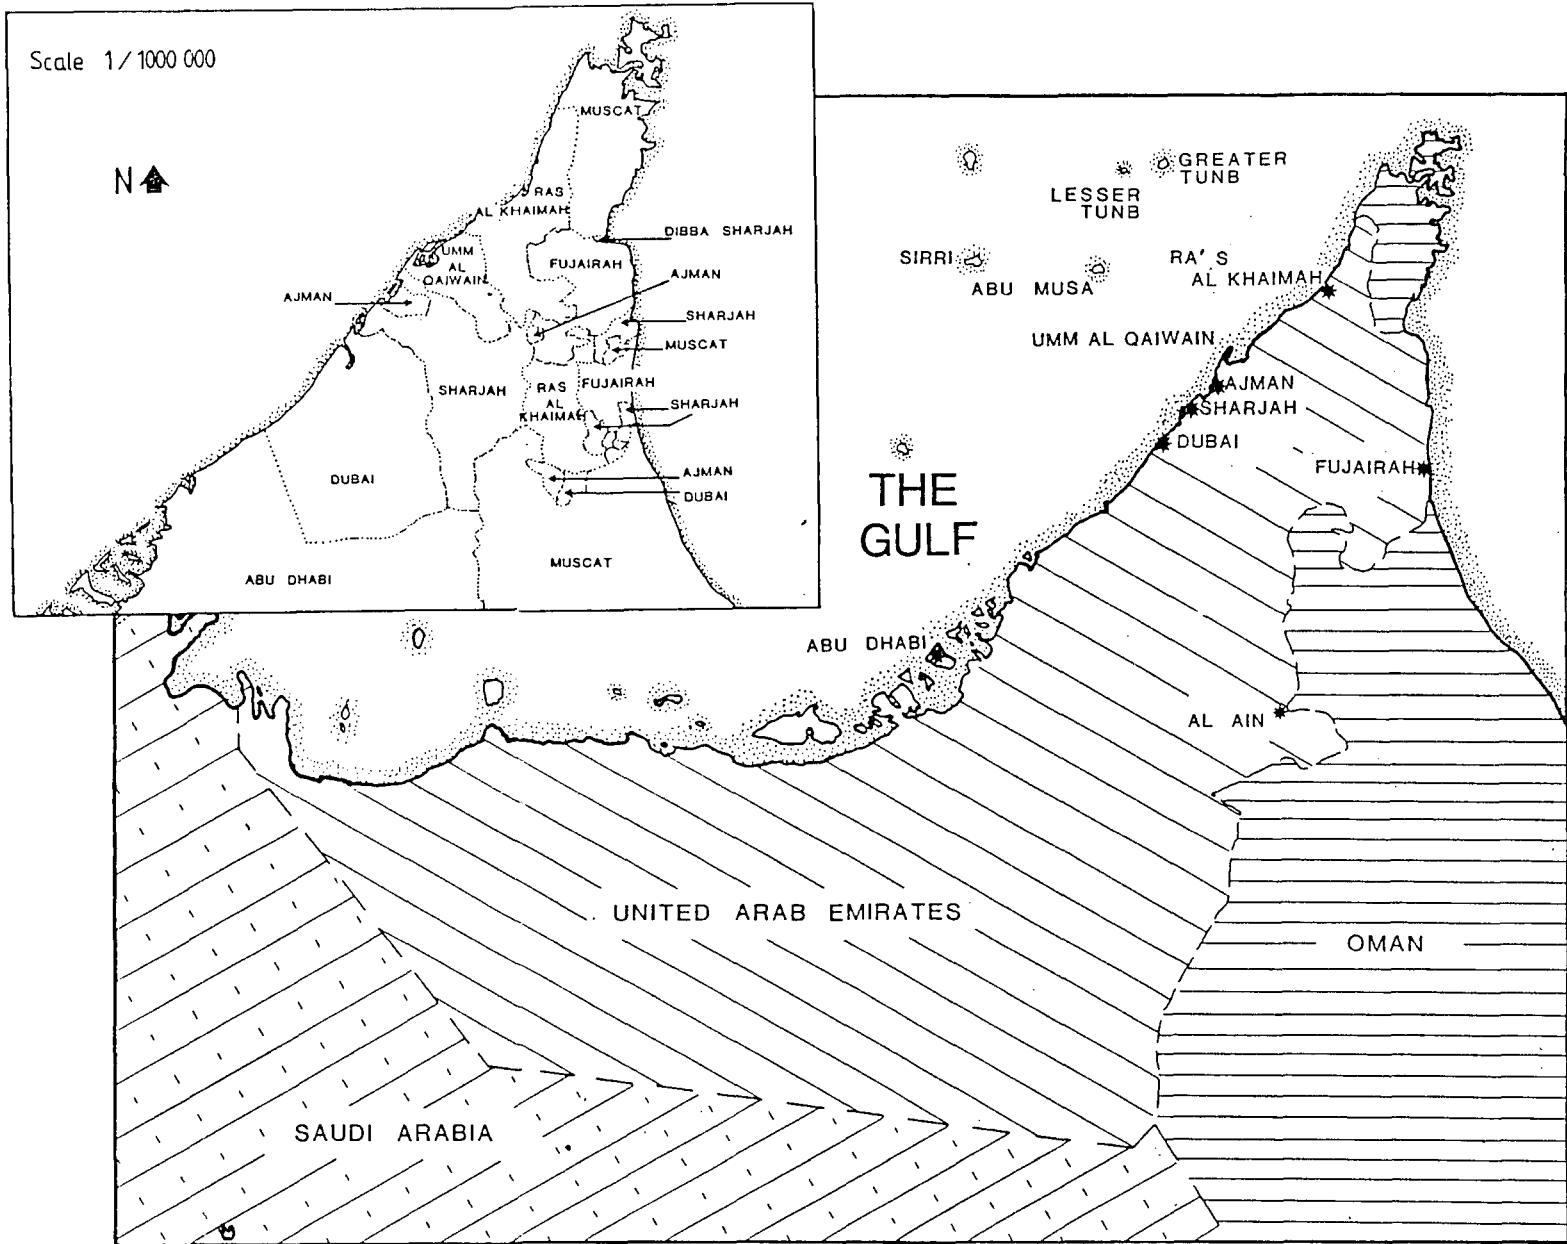 Scale 1/1000 000
N
MUSCAT
RAS
AL KHAIMAH
DIBBA SHARJAH
UMM
AL
QAIWAIN
FUJAIRAH
AJMAN
AJMAN
SHARJAH
MUSCAT
SHARJAH
RAS
AL
KHAIMAH
FUJAIRAH
SHARJAH
AJMAN
DUBAI
DUBAI
MUSCAT
ABU DHABI
GREATER
TUNB
LESSER
TUNB
SIRRI
ABU MUSA
RA'S
AL KHAIMAH
UMM AL QAIWAIN
AJMAN
SHARJAH
DUBAI
FUJAIRAH
THE
GULF
ABU DHABI
AL AIN
UNITED ARAB EMIRATES
OMAN
SAUDI ARABIA